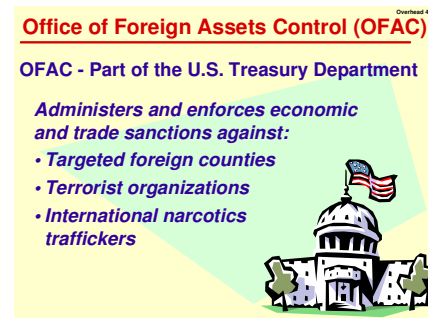 Overhead 4
Office of Foreign Assets Control (OFAC)
OFAC - Part of the U.S. Treasury Department
Administers and enforces economic
and trade sanctions against:
• Targeted foreign counties
• Terrorist organizations
• International narcotics
traffickers